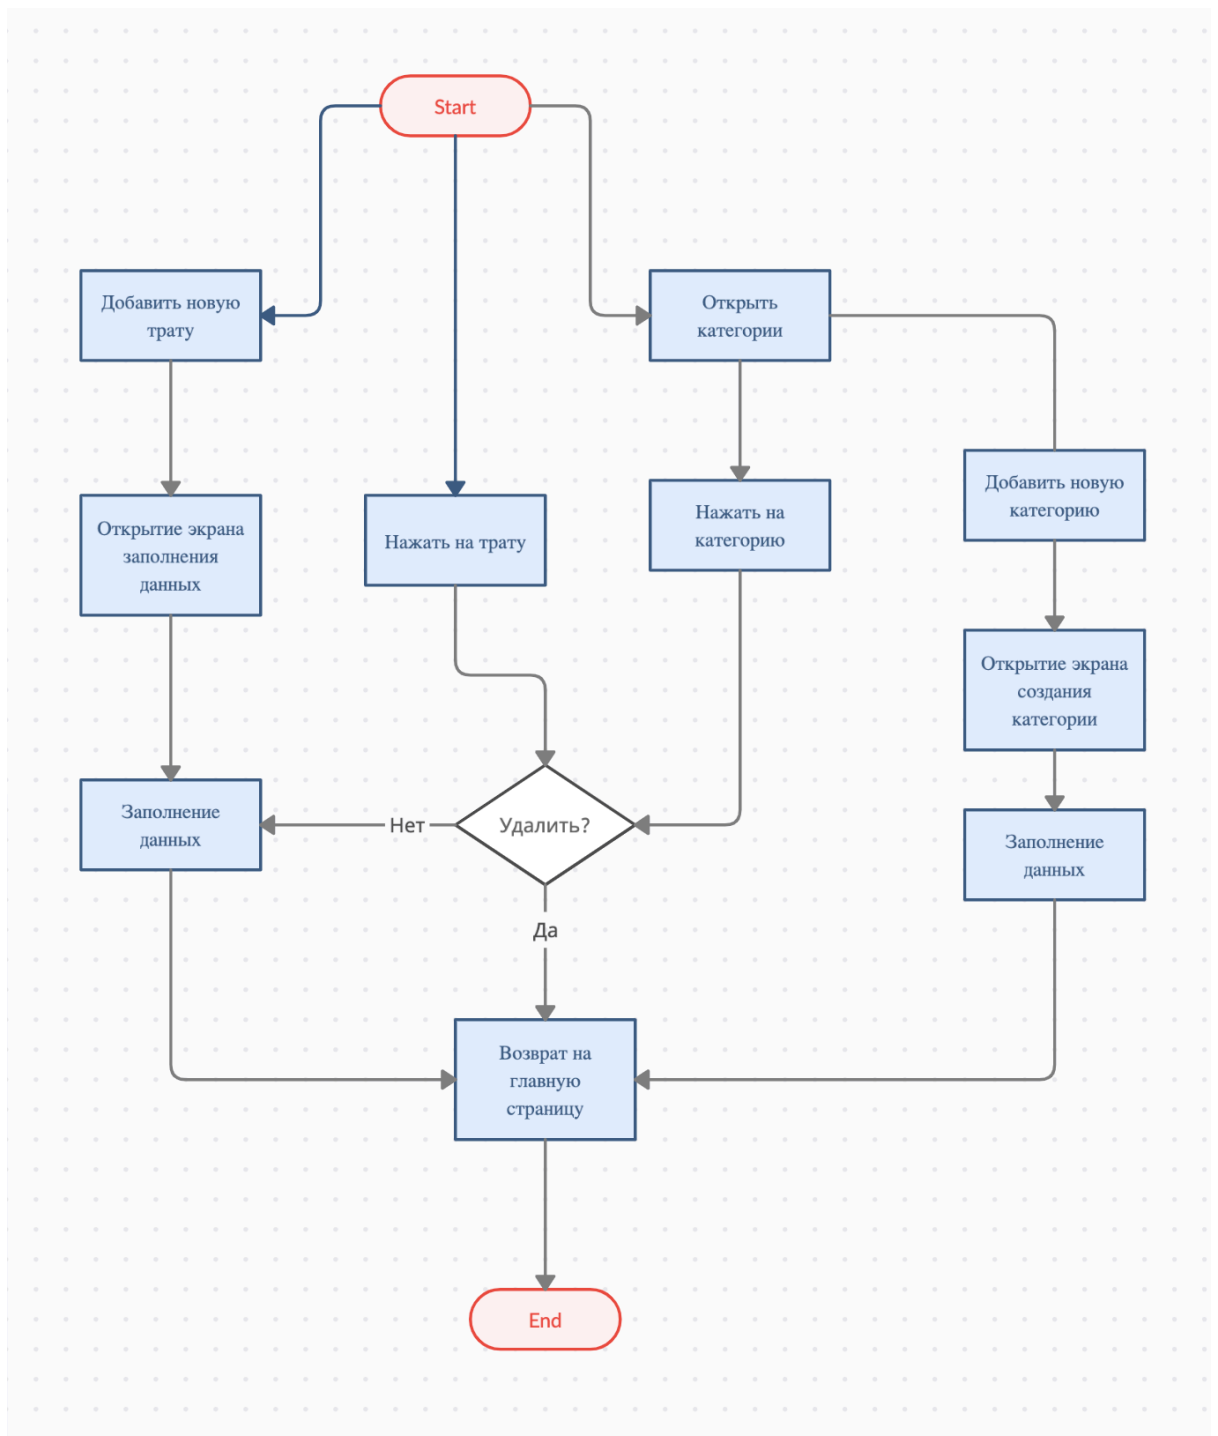 Start
Добавить новую
трату
Открыть
категории
Добавить новую
категорию
Нажать на
категорию
Открытие экрана
заполнения
данных
Нажать на трату
Открытие экрана
создания
категории
Заполнение
данных
Нет
Удалить?
Заполнение
данных
Да
Возврат на
главную
страницу
End